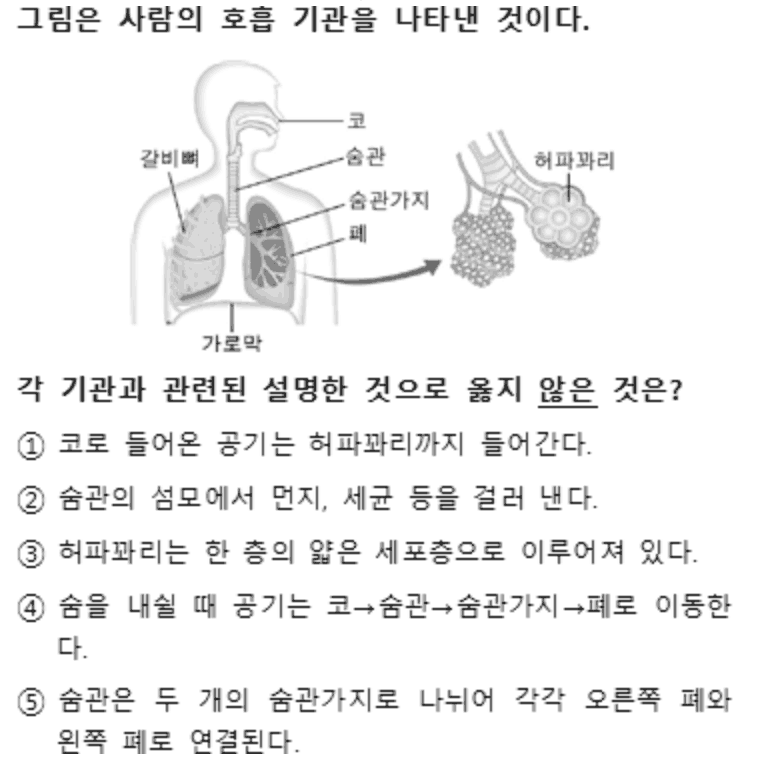 그림은 사람의 호흡 기관을 나타낸 것이다.
코
갈비뼈
숨관
허파꽈리
숨관가지
폐
가로막
각 기관과 관련된 설명한 것으로 옳지 않은 것은?
① 코로 들어온 공기는 허파꽈리까지 들어간다.
② 숨관의 섬모에서 먼지, 세균 등을 걸러 낸다.
③ 허파꽈리는 한 층의 얇은 세포층으로 이루어져 있다.
④ 숨을 내쉴 때 공기는 코→숨관→숨관가지→폐로 이동한
다.
⑤ 숨관은 두 개의 숨관가지로 나뉘어 각각 오른쪽 폐와
왼쪽 폐로 연결된다.